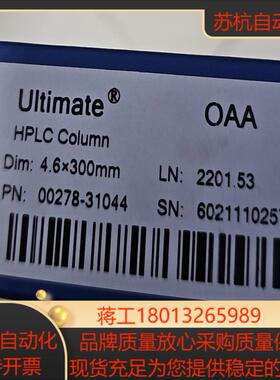 苏杭自动
Ultimate® OAA
HPLC Column
Dim: 4.6×300mm LN: 2201.53
PN: 00278-31044 SN: 602111025
蒋工18013265989
自动化 品牌质量放心采购质量保
开票 现货充足为您提供稳定的